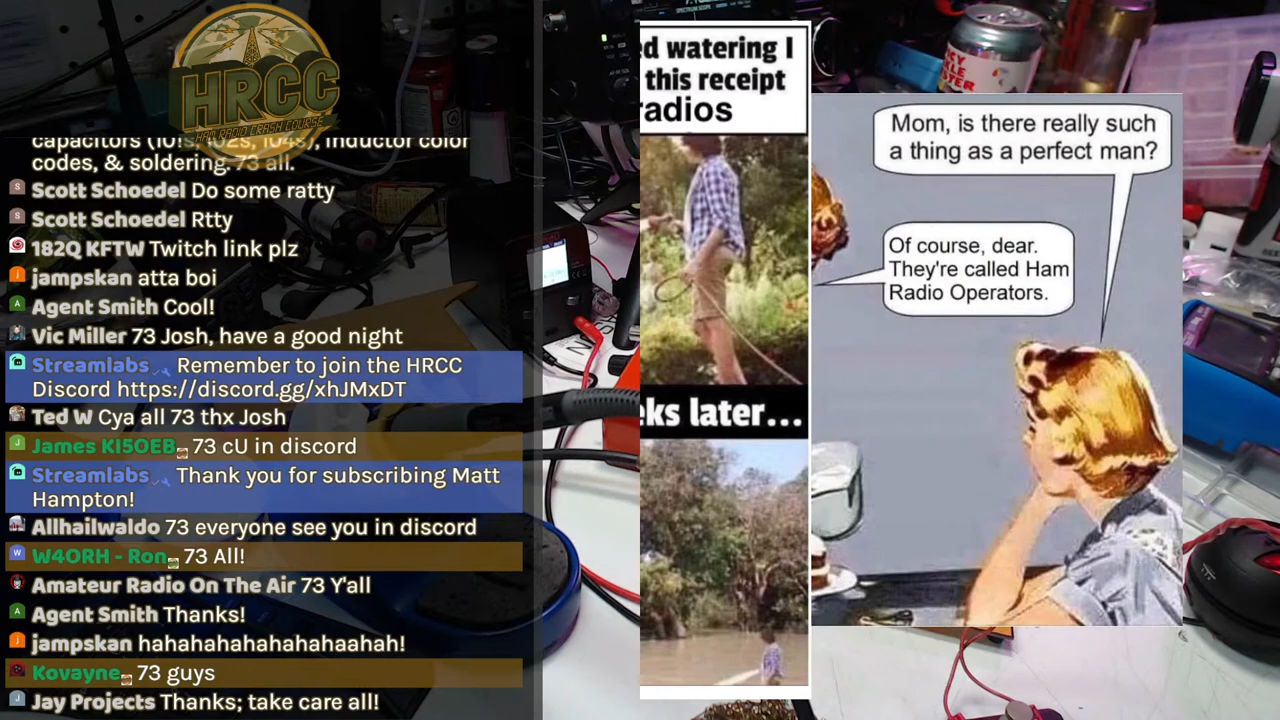 HRCC
HAM RADIO CRASH COURSE
capacitors (101s, 102s, 104s), inductor color
codes, & soldering. 73 all.
Scott Schoedel Do some ratty
Scott Schoedel Rtty
182Q KFTW Twitch link plz
jampskan atta boi
Agent Smith Cool!
Vic Miller 73 Josh, have a good night
Streamlabs Remember to join the HRCC
Discord https://discord.gg/xhJMxDT
Ted W Cya all 73 thx Josh
James KI5OEB 73 cU in discord
Streamlabs Thank you for subscribing Matt
Hampton!
Allhailwaldo 73 everyone see you in discord
W4ORH - Ron 73 All!
Amateur Radio On The Air 73 Y'all
Agent Smith Thanks!
jampskan hahahahahahahaahah!
Kovayne 73 guys
Jay Projects Thanks; take care all!
ed watering I
this receipt
radios
eks later...
Mom, is there really such
a thing as a perfect man?
Of course, dear.
They're called Ham
Radio Operators.